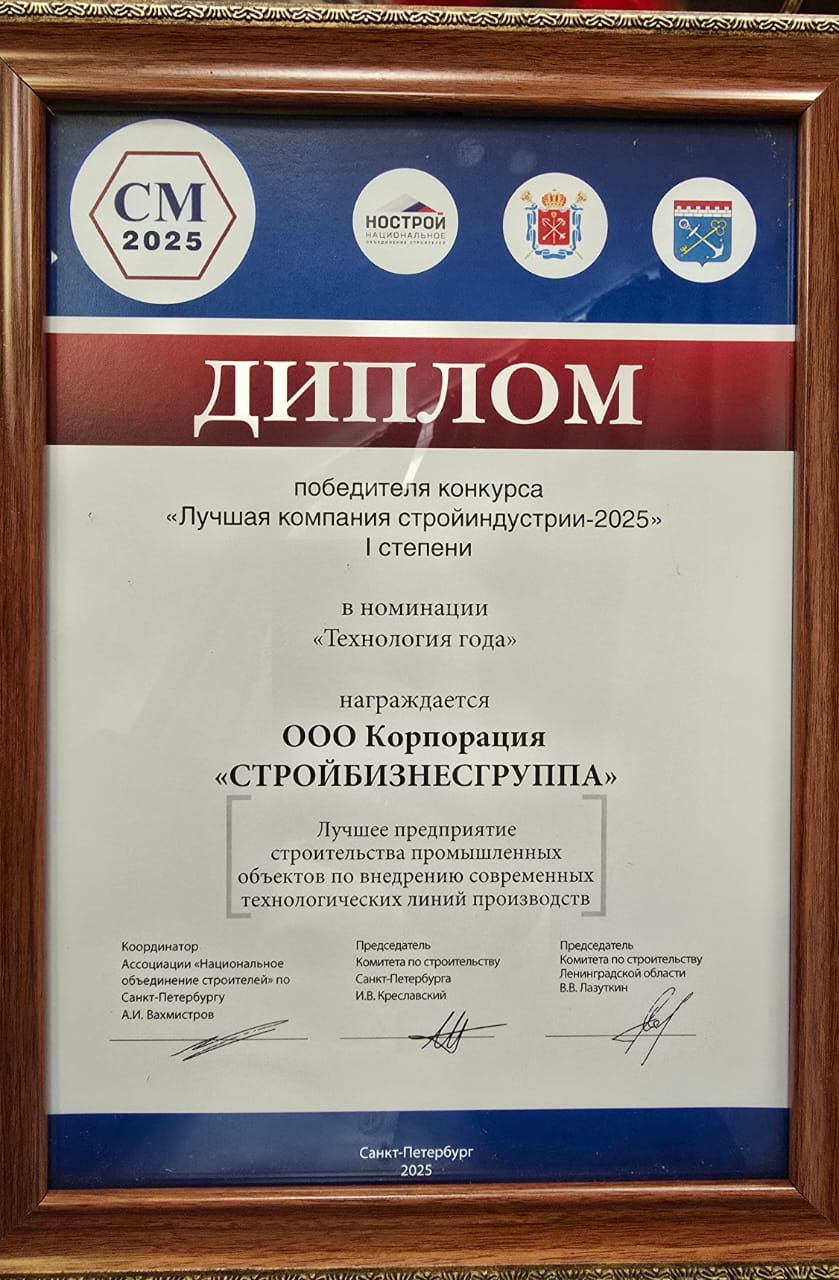 СМ
2025
НОСТРОЙ
НАЦИОНАЛЬНОЕ
ОБЪЕДИНЕНИЕ СТРОИТЕЛЕЙ
ДИПЛОМ
победителя конкурса
«Лучшая компания стройиндустрии-2025»
I степени
в номинации
«Технология года»
награждается
ООО Корпорация
«СТРОЙБИЗНЕСГРУППА»
Лучшее предприятие
строительства промышленных
объектов по внедрению современных
технологических линий производств
Координатор
Ассоциации «Национальное
объединение строителей» по
Санкт-Петербургу
А.И. Вахмистров
Председатель
Комитета по строительству
Санкт-Петербурга
И.В. Креславский
Председатель
Комитета по строительству
Ленинградской области
В.В. Лазуткин
Санкт-Петербург
2025